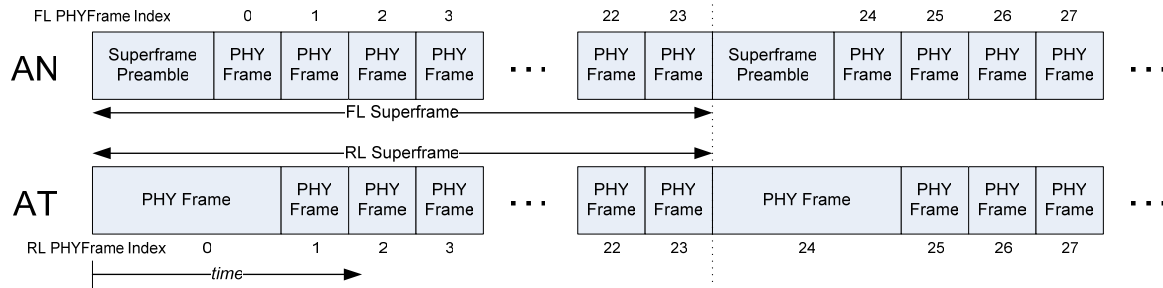 FL PHYFrame Index 0 1 2 3 22 23 24 25 26 27
AN
Superframe Preamble
PHY Frame
PHY Frame
PHY Frame
PHY Frame
...
PHY Frame
PHY Frame
Superframe Preamble
PHY Frame
PHY Frame
PHY Frame
PHY Frame
...
FL Superframe
RL Superframe
AT
PHY Frame
PHY Frame
PHY Frame
PHY Frame
...
PHY Frame
PHY Frame
PHY Frame
PHY Frame
PHY Frame
PHY Frame
...
RL PHYFrame Index 0 1 2 3 22 23 24 25 26 27
time